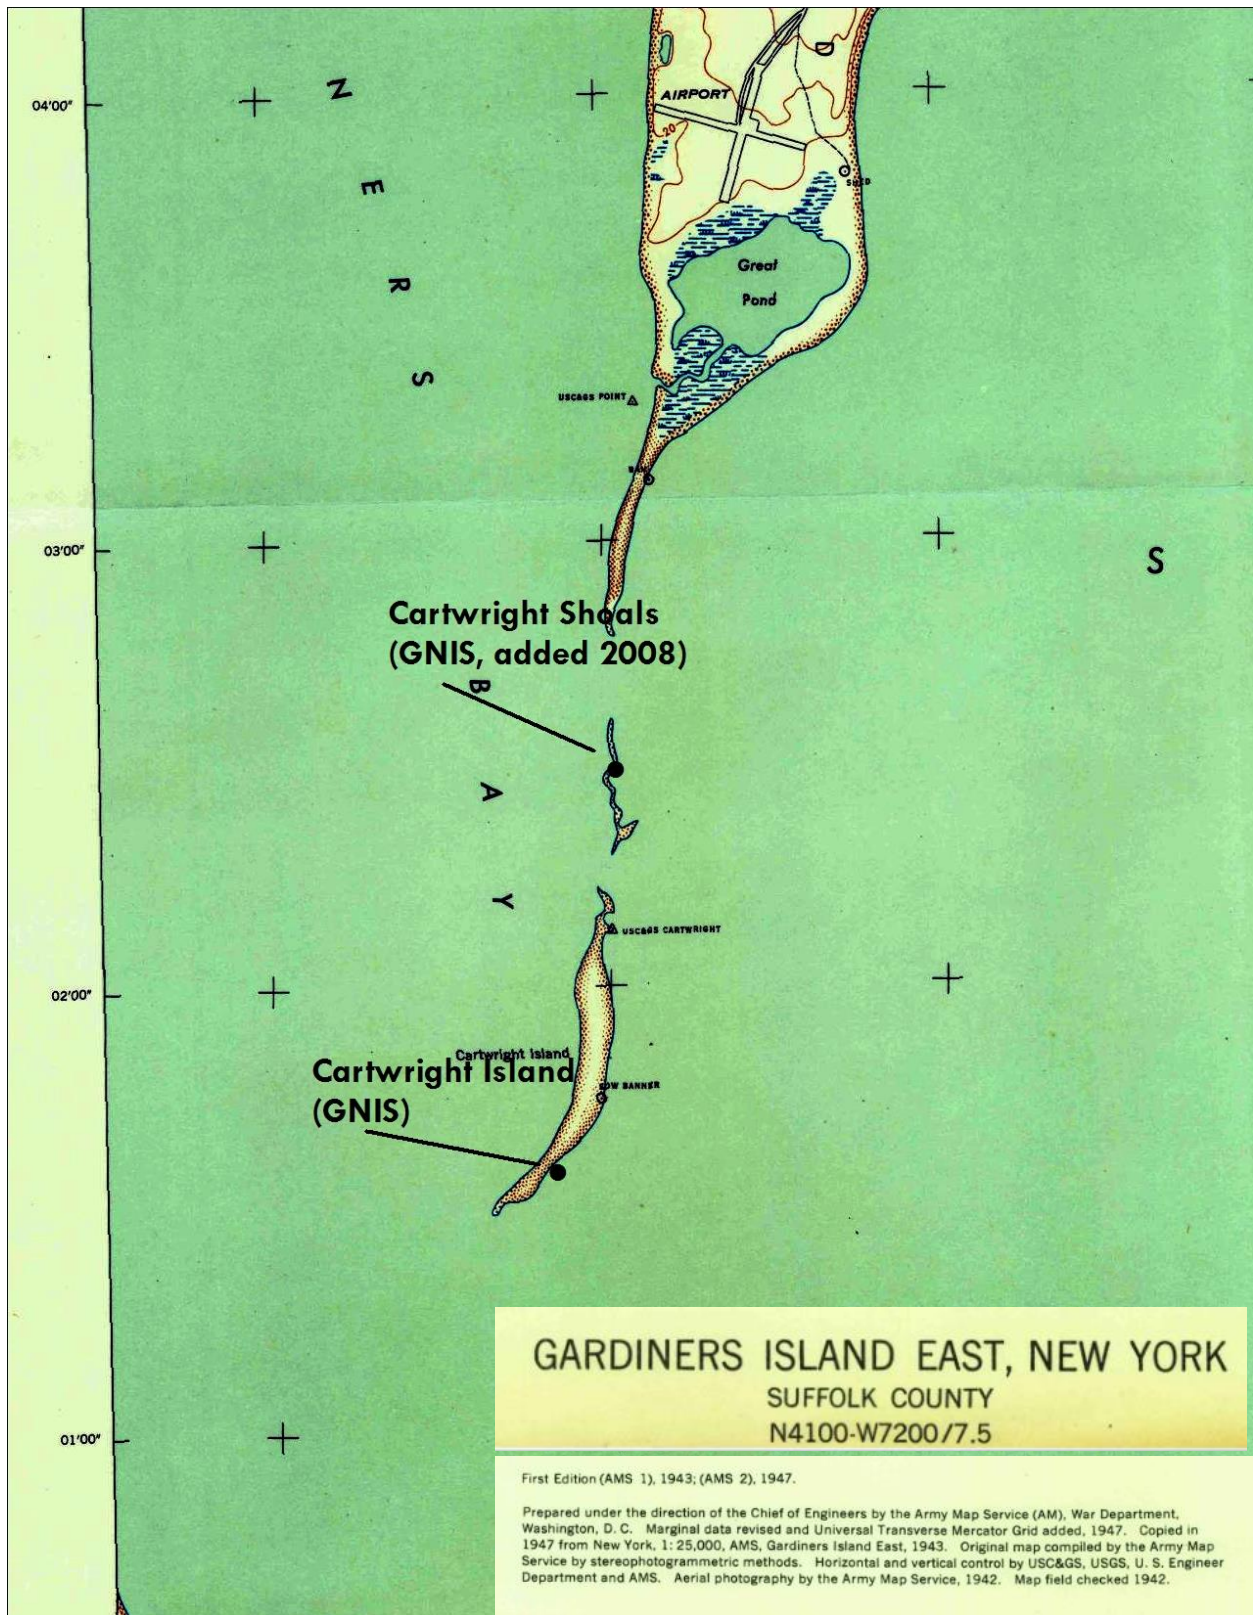 04'00"
N
AIRPORT
20
SHED
E
Great
Pond
R
S
USC&GS POINT
03'00"
S
Cartwright Shoals
(GNIS, added 2008)
B
A
Y
USC&GS CARTWRIGHT
02'00"
Cartwright Island
Cartwright Island
(GNIS)
BOW BANNER
GARDINERS ISLAND EAST, NEW YORK
SUFFOLK COUNTY
N4100-W7200/7.5
01'00"
First Edition (AMS 1), 1943; (AMS 2), 1947.
Prepared under the direction of the Chief of Engineers by the Army Map Service (AM), War Department,
Washington, D. C. Marginal data revised and Universal Transverse Mercator Grid added, 1947. Copied in
1947 from New York, 1: 25,000, AMS, Gardiners Island East, 1943. Original map compiled by the Army Map
Service by stereophotogrammetric methods. Horizontal and vertical control by USC&GS, USGS, U. S. Engineer
Department and AMS. Aerial photography by the Army Map Service, 1942. Map field checked 1942.